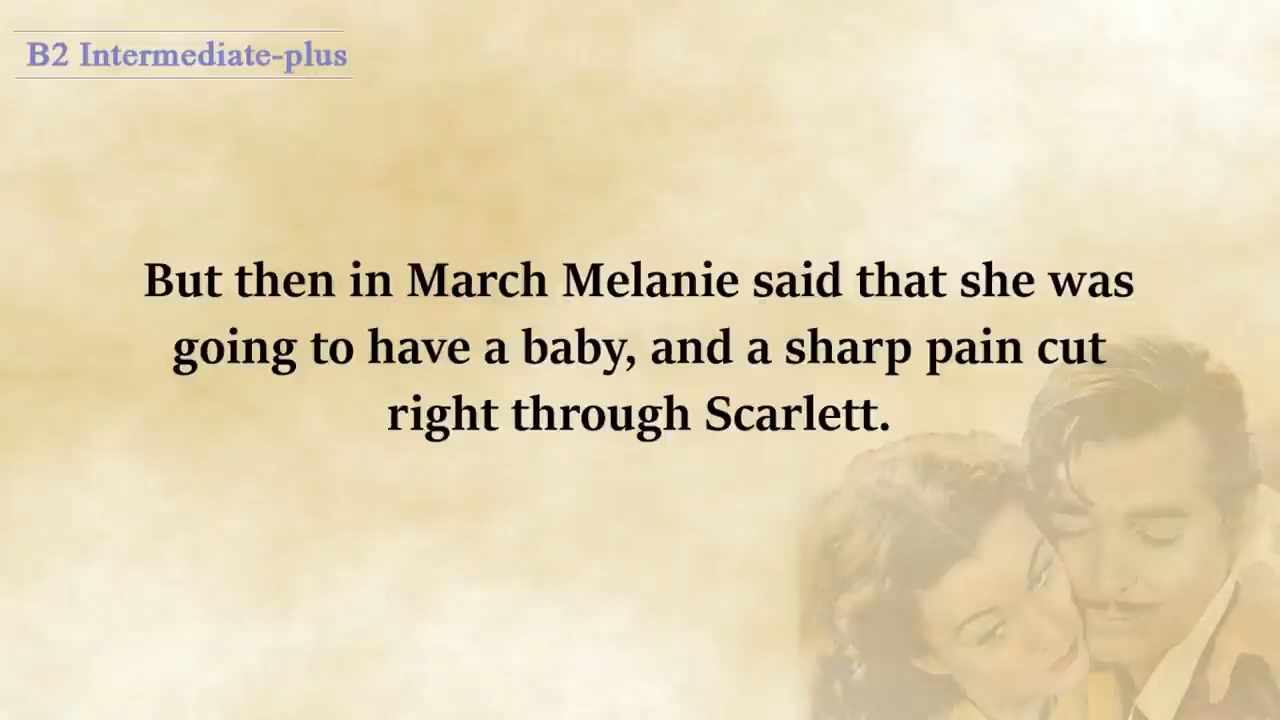 B2 Intermediate-plus
But then in March Melanie said that she was
going to have a baby, and a sharp pain cut
right through Scarlett.